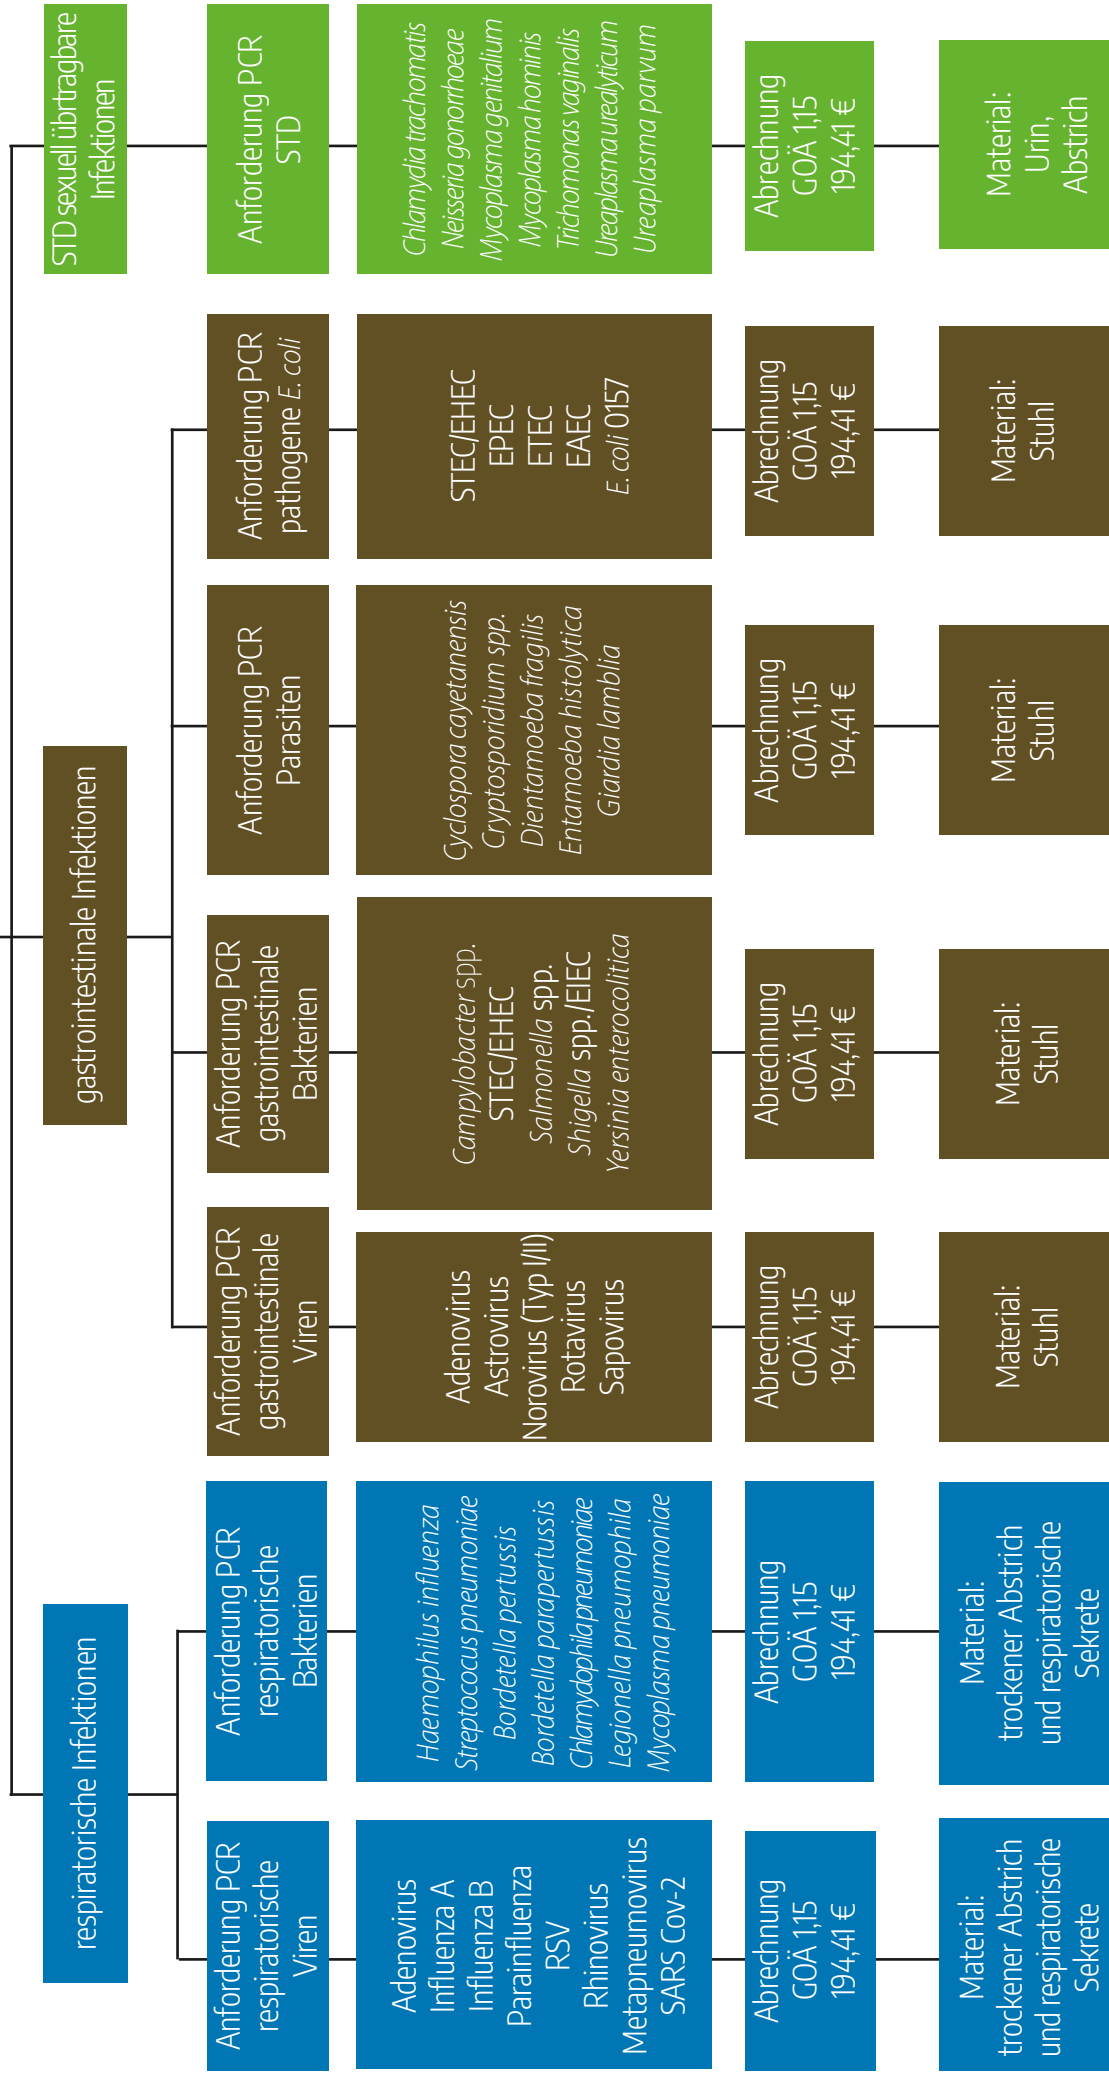 respiratorische Infektionen
Anforderung PCR
respiratorische
Viren
Adenovirus
Influenza A
Influenza B
Parainfluenza
RSV
Rhinovirus
Metapneumovirus
SARS Cov-2
Abrechnung
GOÄ 1,15
194,41 €
Material:
trockener Abstrich
und respiratorische
Sekrete
Anforderung PCR
respiratorische
Bakterien
Haemophilus influenza
Streptococus pneumoniae
Bordetella pertussis
Bordetella parapertussis
Chlamydophila pneumoniae
Legionella pneumophila
Mycoplasma pneumoniae
Abrechnung
GOÄ 1,15
194,41 €
Material:
trockener Abstrich
und respiratorische
Sekrete
gastrointestinale Infektionen
Anforderung PCR
gastrointestinale
Viren
Adenovirus
Astrovirus
Norovirus (Typ I/II)
Rotavirus
Sapovirus
Abrechnung
GOÄ 1,15
194,41 €
Material:
Stuhl
Anforderung PCR
gastrointestinale
Bakterien
Campylobacter spp.
STEC/EHEC
Salmonella spp.
Shigella spp./EIEC
Yersinia enterocolitica
Abrechnung
GOÄ 1,15
194,41 €
Material:
Stuhl
Anforderung PCR
Parasiten
Cyclospora cayetanensis
Cryptosporidium spp.
Dientamoeba fragilis
Entamoeba histolytica
Giardia lamblia
Abrechnung
GOÄ 1,15
194,41 €
Material:
Stuhl
Anforderung PCR
pathogene E. coli
STEC/EHEC
EPEC
ETEC
EAEC
E. coli 0157
Abrechnung
GOÄ 1,15
194,41 €
Material:
Stuhl
STD sexuell übrtragbare
Infektionen
Anforderung PCR
STD
Chlamydia trachomatis
Neisseria gonorrhoeae
Mycoplasma genitalium
Mycoplasma hominis
Trichomonas vaginalis
Ureaplasma urealyticum
Ureaplasma parvum
Abrechnung
GOÄ 1,15
194,41 €
Material:
Urin,
Abstrich